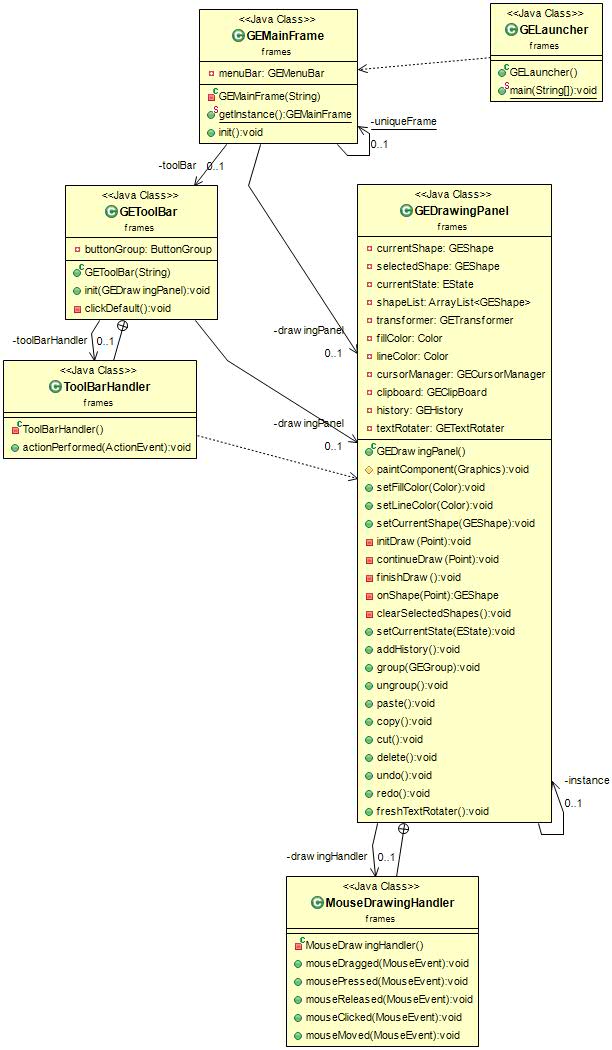 <<Java Class>>
GEMainFrame
frames
menuBar: GEMenuBar
GEMainFrame(String)
getInstance():GEMainFrame
init():void
<<Java Class>>
GELauncher
frames
GELauncher()
main(String[]):void
-uniqueFrame
0..1
-toolBar
0..1
<<Java Class>>
GEToolBar
frames
buttonGroup: ButtonGroup
GEToolBar(String)
init(GEDrawingPanel):void
clickDefault():void
-toolBarHandler
0..1
<<Java Class>>
ToolBarHandler
frames
ToolBarHandler()
actionPerformed(ActionEvent):void
-drawingPanel
0..1
-drawingPanel
0..1
<<Java Class>>
GEDrawingPanel
frames
currentShape: GEShape
selectedShape: GEShape
currentState: EState
shapeList: ArrayList<GEShape>
transformer: GETransformer
fillColor: Color
lineColor: Color
cursorManager: GECursorManager
clipboard: GEClipBoard
history: GEHistory
textRotater: GETextRotater
GEDrawingPanel()
paintComponent(Graphics):void
setFillColor(Color):void
setLineColor(Color):void
setCurrentShape(GEShape):void
initDraw(Point):void
continueDraw(Point):void
finishDraw():void
onShape(Point):GEShape
clearSelectedShapes():void
setCurrentState(EState):void
addHistory():void
group(GEGroup):void
ungroup():void
paste():void
copy():void
cut():void
delete():void
undo():void
redo():void
freshTextRotater():void
-instance
0..1
-drawingHandler
0..1
<<Java Class>>
MouseDrawingHandler
frames
MouseDrawingHandler()
mouseDragged(MouseEvent):void
mousePressed(MouseEvent):void
mouseReleased(MouseEvent):void
mouseClicked(MouseEvent):void
mouseMoved(MouseEvent):void